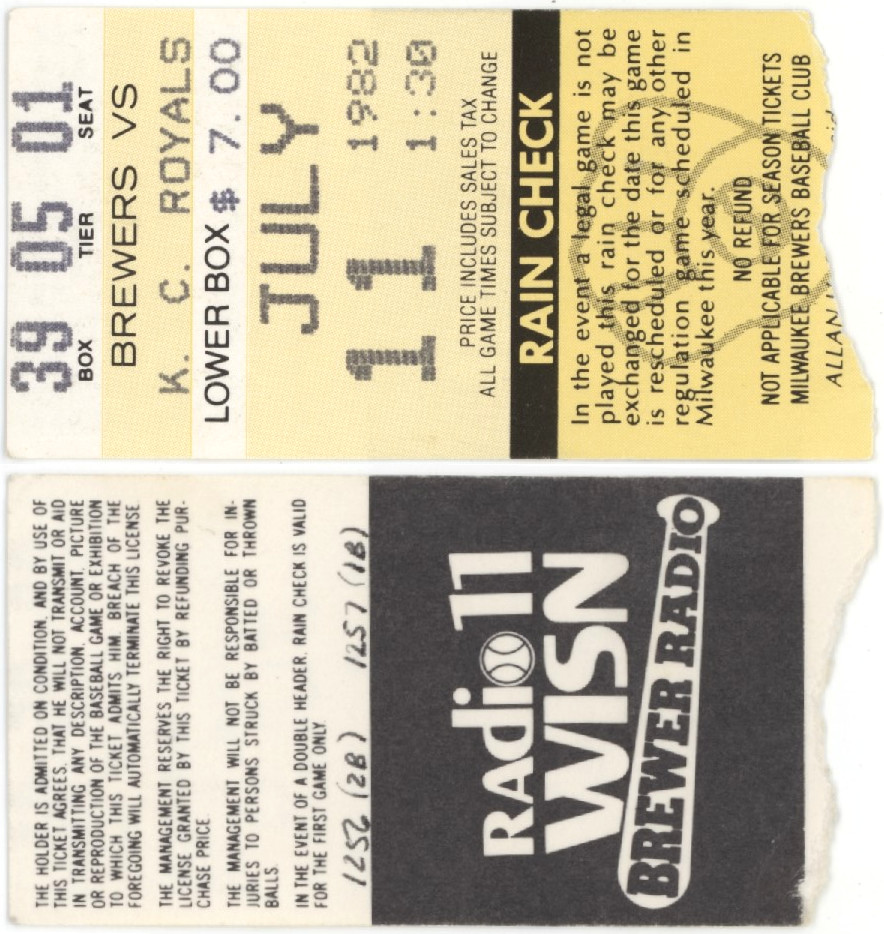 39 05 01
BOX TIER SEAT
BREWERS VS
K. C. ROYALS
LOWER BOX $ 7. 00
JULY
11 1982
1:30
PRICE INCLUDES SALES TAX
ALL GAME TIMES SUBJECT TO CHANGE
RAIN CHECK
In the event a legal game is not
played this rain check may be
exchanged for the date this game
is rescheduled or for any other
regulation game scheduled in
Milwaukee this year.
NO REFUND
NOT APPLICABLE FOR SEASON TICKETS
MILWAUKEE BREWERS BASEBALL CLUB
ALLAN
THE HOLDER IS ADMITTED ON CONDITION, AND BY USE OF
THIS TICKET AGREES, THAT HE WILL NOT TRANSMIT OR AID
IN TRANSMITTING ANY DESCRIPTION, ACCOUNT, PICTURE
OR REPRODUCTION OF THE BASEBALL GAME OR EXHIBITION
TO WHICH THIS TICKET ADMITS HIM. BREACH OF THE
FOREGOING WILL AUTOMATICALLY TERMINATE THIS LICENSE
THE MANAGEMENT RESERVES THE RIGHT TO REVOKE THE
LICENSE GRANTED BY THIS TICKET BY REFUNDING PUR-
CHASE PRICE
THE MANAGEMENT WILL NOT BE RESPONSIBLE FOR IN-
JURIES TO PERSONS STRUCK BY BATTED OR THROWN
BALLS
IN THE EVENT OF A DOUBLE HEADER, RAIN CHECK IS VALID
FOR THE FIRST GAME ONLY.
1256 (2B) 1257 (1B)
RAdio 11
WISN
BREWER RADIO